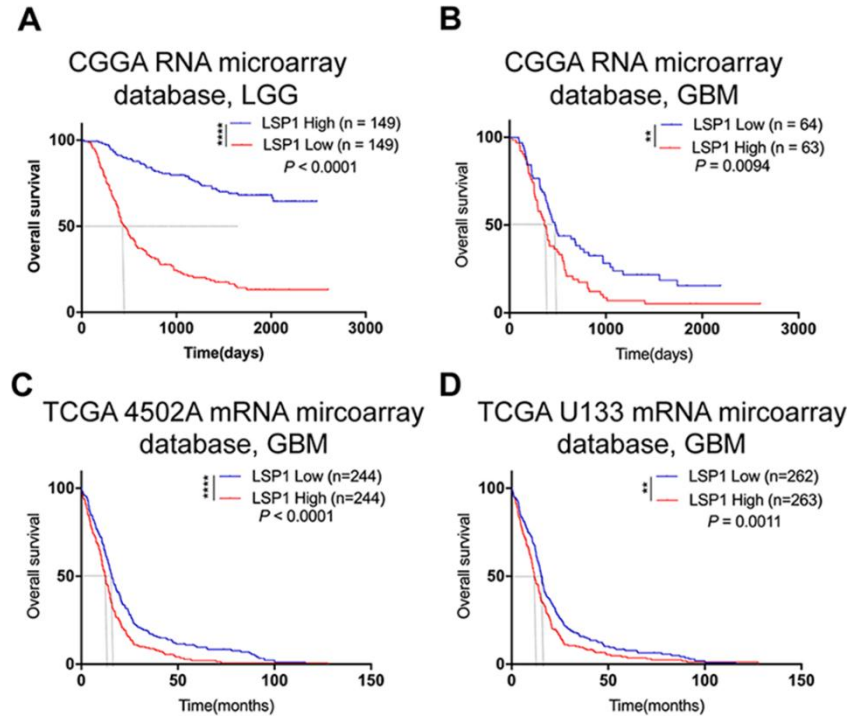 A
CGGA RNA microarray
database, LGG
LSP1 High (n = 149)
LSP1 Low (n = 149)
****
P < 0.0001
100
50
0
Overall survival
0 1000 2000 3000
Time(days)
B
CGGA RNA microarray
database, GBM
LSP1 Low (n = 64)
LSP1 High (n = 63)
**
P = 0.0094
100
50
0
Overall survival
0 1000 2000 3000
Time(days)
C
TCGA 4502A mRNA mircoarray
database, GBM
LSP1 Low (n=244)
LSP1 High (n=244)
****
P < 0.0001
100
50
0
Overall survival
0 50 100 150
Time(months)
D
TCGA U133 mRNA mircoarray
database, GBM
LSP1 Low (n=262)
LSP1 High (n=263)
**
P = 0.0011
100
50
0
Overall survival
0 50 100 150
Time(months)